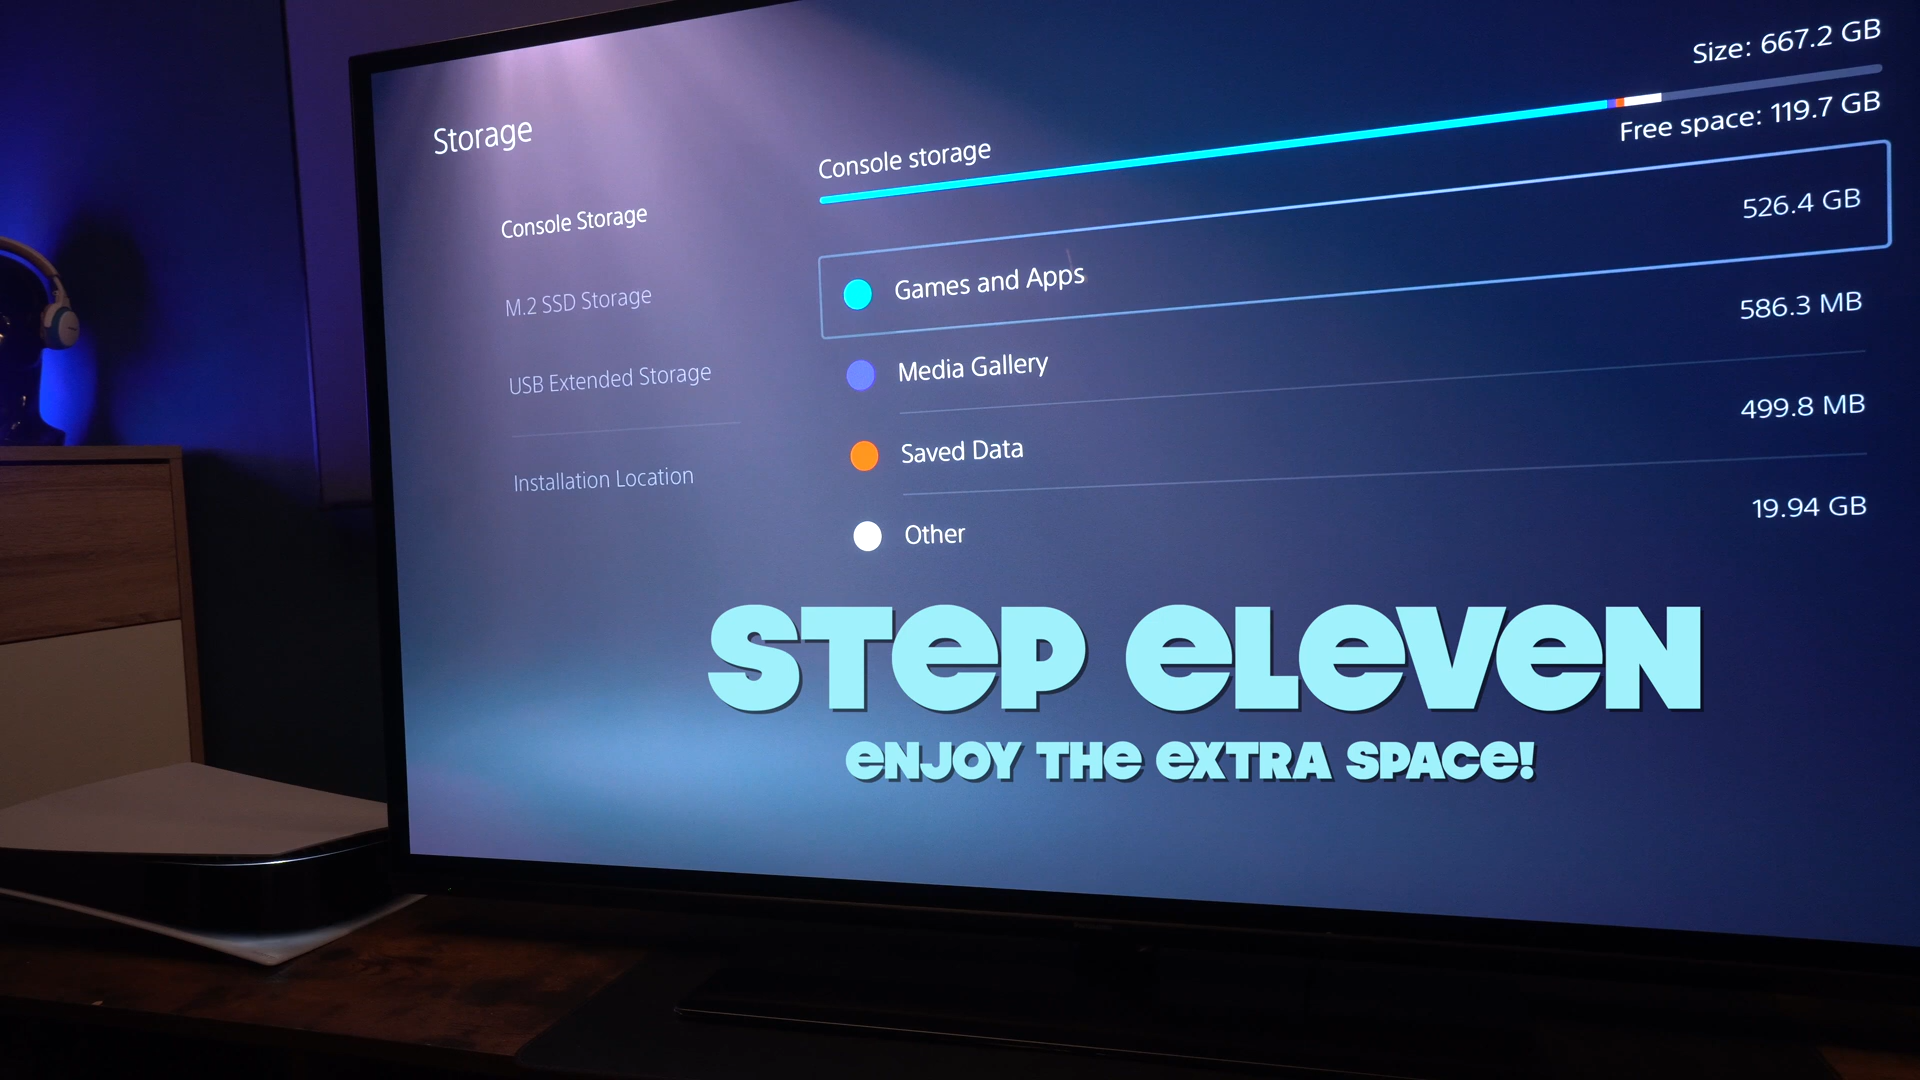 Storage
Console Storage
M.2 SSD Storage
USB Extended Storage
Installation Location
Console storage
Size: 667.2 GB
Free space: 119.7 GB
Games and Apps 526.4 GB
Media Gallery 586.3 MB
Saved Data 499.8 MB
Other 19.94 GB
STeP eLeVeN
eNJOY THe eXTRA SPACe!